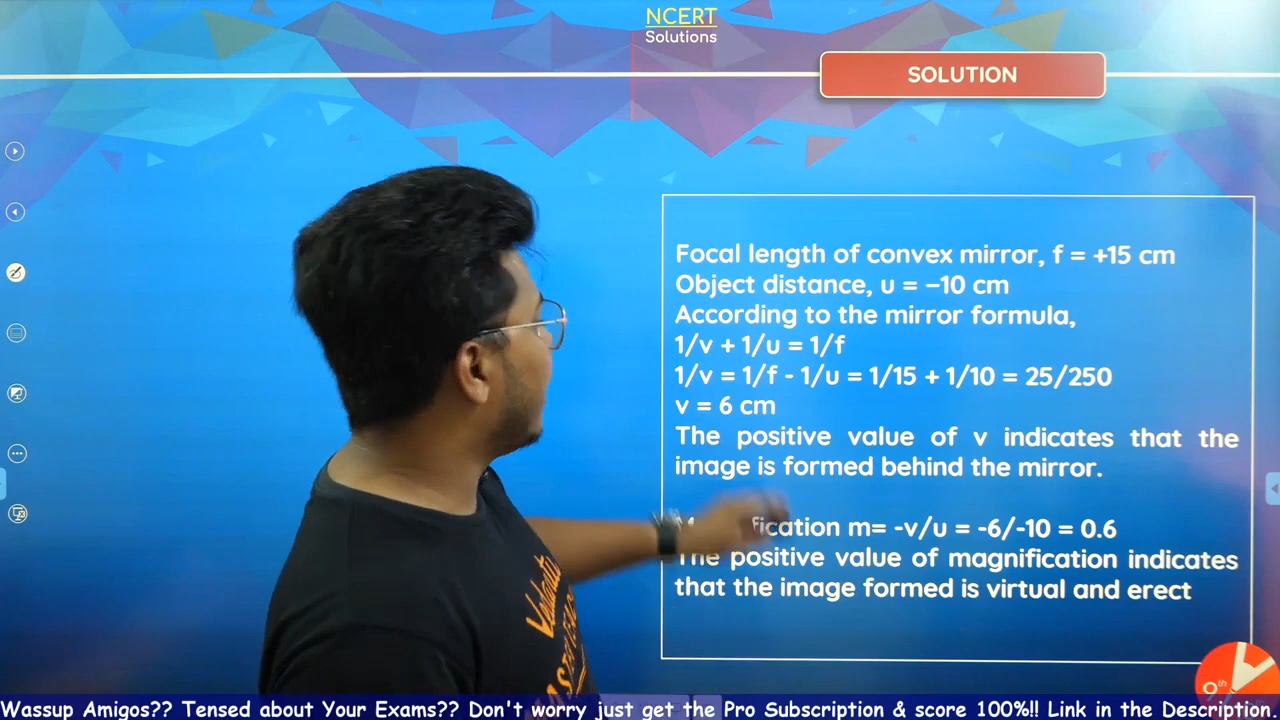 NCERT
Solutions
SOLUTION
Focal length of convex mirror, f = +15 cm
Object distance, u = –10 cm
According to the mirror formula,
1/v + 1/u = 1/f
1/v = 1/f - 1/u = 1/15 + 1/10 = 25/250
v = 6 cm
The positive value of v indicates that the
image is formed behind the mirror.
m= -v/u = -6/-10 = 0.6
The positive value of magnification indicates
that the image formed is virtual and erect
9th
Wassup Amigos?? Tensed about Your Exams?? Don't worry just get the Pro Subscription & score 100%!! Link in the Description